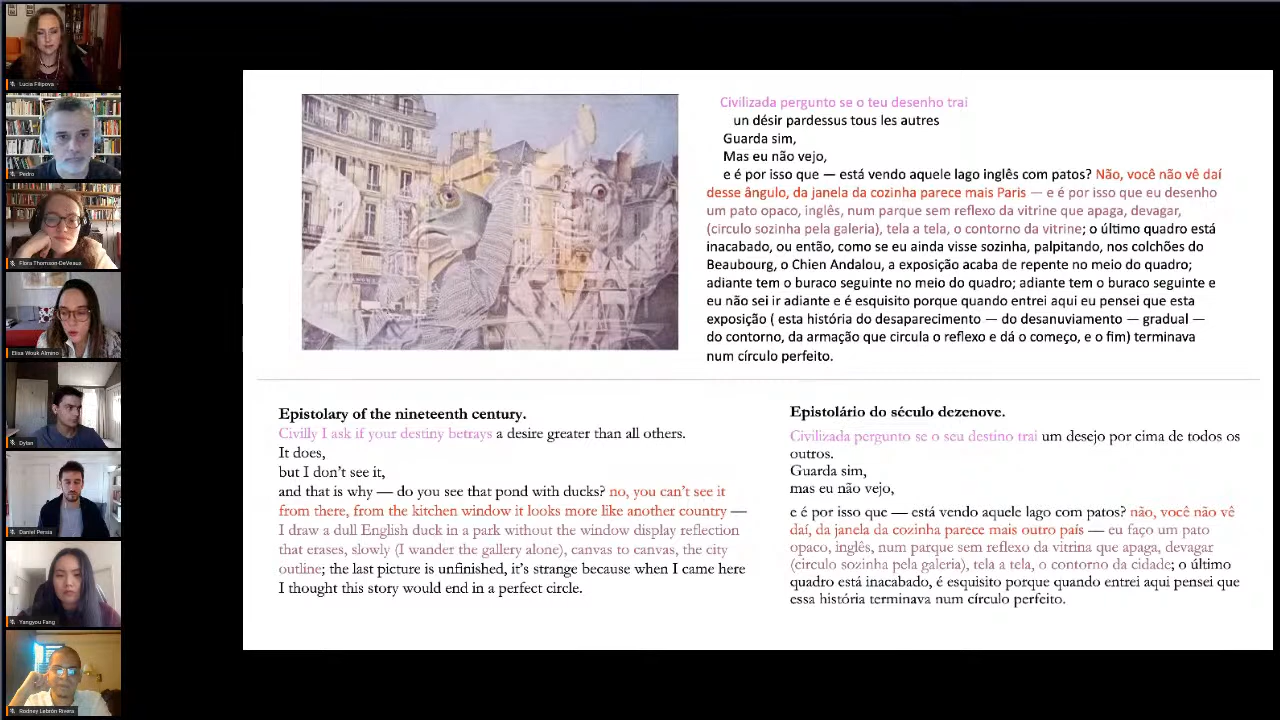 Lucia Filipova
Pedro
Flora Thomson-DeVeaux
Elisa Wouk Almino
Dylan
Daniel Persia
Yangyou Fang
Rodney Lebrón Rivera
Civilizada pergunto se o teu desenho trai
un désir pardessus tous les autres
Guarda sim,
Mas eu não vejo,
e é por isso que — está vendo aquele lago inglês com patos? Não, você não vê daí
desse ângulo, da janela da cozinha parece mais Paris — e é por isso que eu desenho
um pato opaco, inglês, num parque sem reflexo da vitrine que apaga, devagar,
(circulo sozinha pela galeria), tela a tela, o contorno da vitrine; o último quadro está
inacabado, ou então, como se eu ainda visse sozinha, palpitando, nos colchões do
Beaubourg, o Chien Andalou, a exposição acaba de repente no meio do quadro;
adiante tem o buraco seguinte no meio do quadro; adiante tem o buraco seguinte e
eu não sei ir adiante e é esquisito porque quando entrei aqui eu pensei que esta
exposição ( esta história do desaparecimento — do desanuviamento — gradual —
do contorno, da armação que circula o reflexo e dá o começo, e o fim) terminava
num círculo perfeito.
Epistolary of the nineteenth century.
Civilly I ask if your destiny betrays a desire greater than all others.
It does,
but I don't see it,
and that is why — do you see that pond with ducks? no, you can't see it
from there, from the kitchen window it looks more like another country —
I draw a dull English duck in a park without the window display reflection
that erases, slowly (I wander the gallery alone), canvas to canvas, the city
outline; the last picture is unfinished, it's strange because when I came here
I thought this story would end in a perfect circle.
Epistolário do século dezenove.
Civilizada pergunto se o seu destino trai um desejo por cima de todos os
outros.
Guarda sim,
mas eu não vejo,
e é por isso que — está vendo aquele lago com patos? não, você não vê
daí, da janela da cozinha parece mais outro país — eu faço um pato
opaco, inglês, num parque sem reflexo da vitrina que apaga, devagar
(circulo sozinha pela galeria), tela a tela, o contorno da cidade; o último
quadro está inacabado, é esquisito porque quando entrei aqui pensei que
essa história terminava num círculo perfeito.